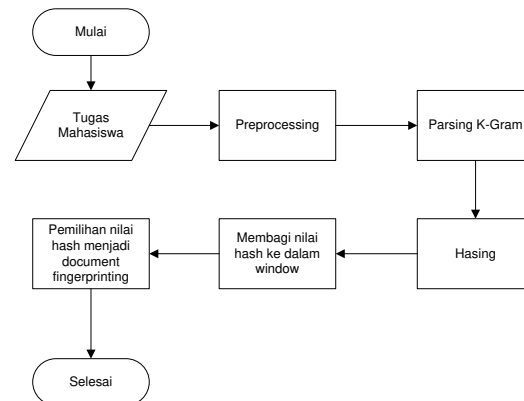 Mulai
Tugas
Mahasiswa
Preprocessing
Parsing K-Gram
Hasing
Membagi nilai
hash ke dalam
window
Pemilihan nilai
hash menjadi
document
fingerprinting
Selesai